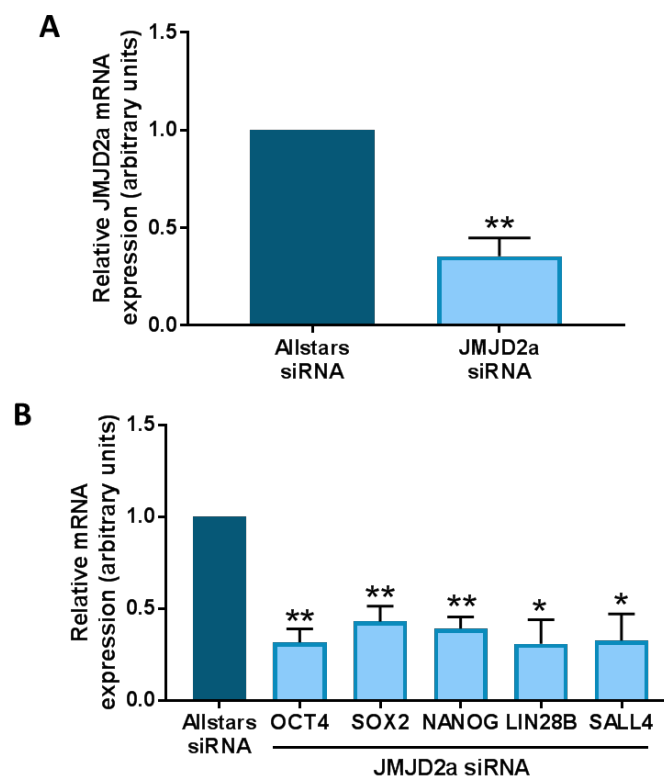 A
Relative JMJD2a mRNA
expression (arbitrary units)
1.5
1.0
0.5
0.0
**
Allstars
siRNA
JMJD2a
siRNA
B
Relative mRNA
expression (arbitrary units)
1.5
1.0
0.5
0.0
** ** ** * *
Allstars
siRNA
OCT4 SOX2 NANOG LIN28B SALL4
JMJD2a siRNA